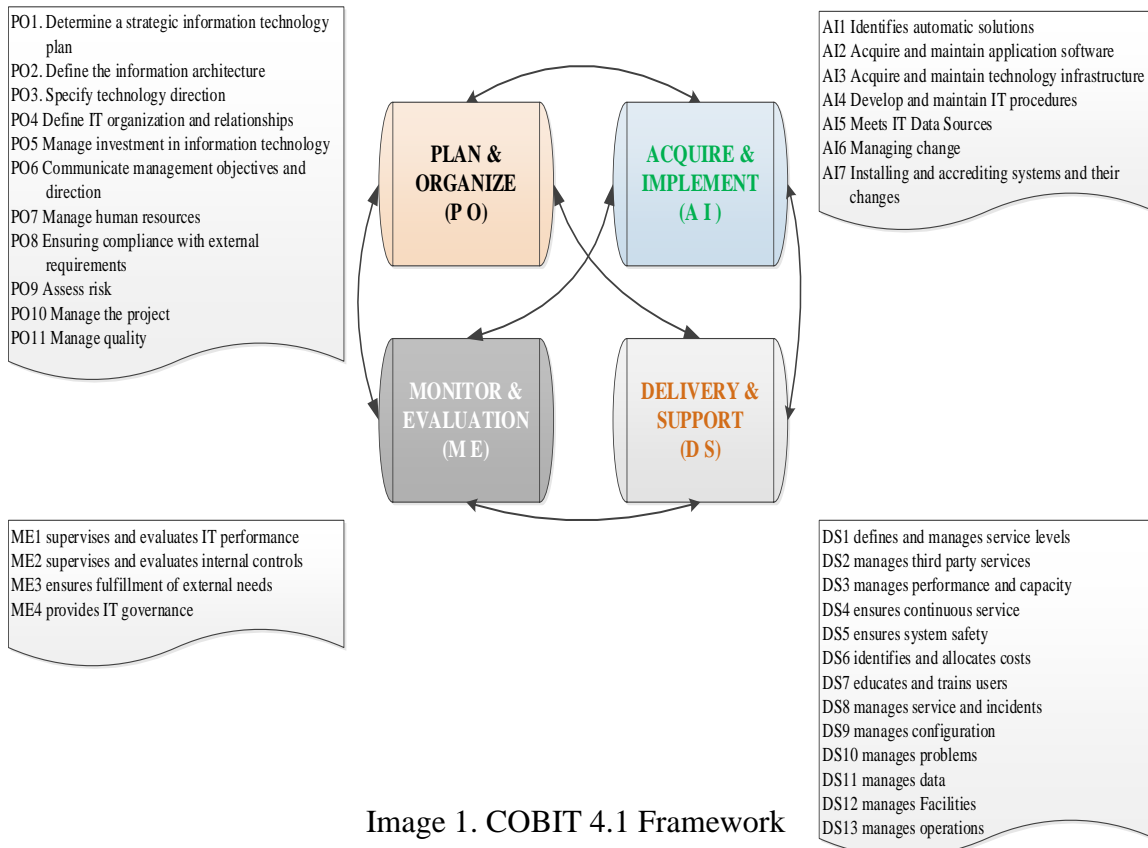 PO1. Determine a strategic information technology
plan
PO2. Define the information architecture
PO3. Specify technology direction
PO4 Define IT organization and relationships
PO5 Manage investment in information technology
PO6 Communicate management objectives and
direction
PO7 Manage human resources
PO8 Ensuring compliance with external
requirements
PO9 Assess risk
PO10 Manage the project
PO11 Manage quality
AI1 Identifies automatic solutions
AI2 Acquire and maintain application software
AI3 Acquire and maintain technology infrastructure
AI4 Develop and maintain IT procedures
AI5 Meets IT Data Sources
AI6 Managing change
AI7 Installing and accrediting systems and their
changes
PLAN &
ORGANIZE
(P O)
ACQUIRE &
IMPLEMENT
(A I )
MONITOR &
EVALUATION
(M E)
DELIVERY &
SUPPORT
(D S)
ME1 supervises and evaluates IT performance
ME2 supervises and evaluates internal controls
ME3 ensures fulfillment of external needs
ME4 provides IT governance
DS1 defines and manages service levels
DS2 manages third party services
DS3 manages performance and capacity
DS4 ensures continuous service
DS5 ensures system safety
DS6 identifies and allocates costs
DS7 educates and trains users
DS8 manages service and incidents
DS9 manages configuration
DS10 manages problems
DS11 manages data
DS12 manages Facilities
DS13 manages operations
Image 1. COBIT 4.1 Framework